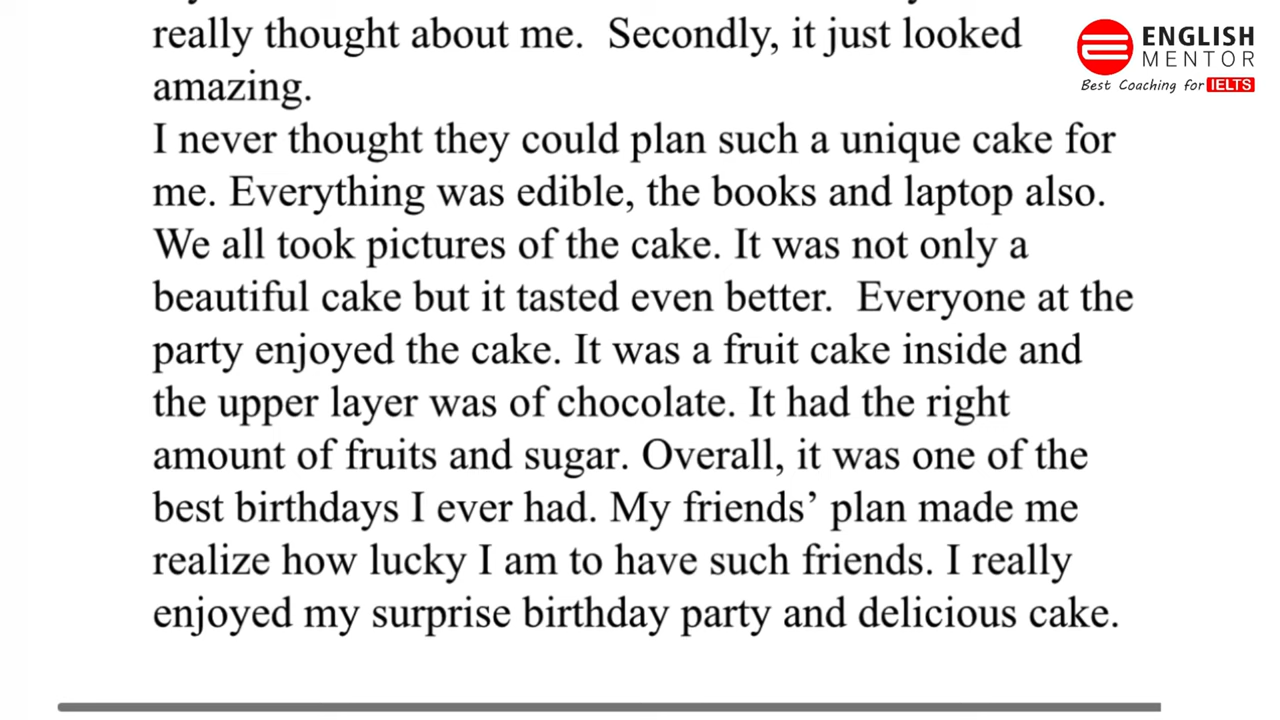 really thought about me.  Secondly, it just looked
amazing.
I never thought they could plan such a unique cake for
me. Everything was edible, the books and laptop also.
We all took pictures of the cake. It was not only a
beautiful cake but it tasted even better.  Everyone at the
party enjoyed the cake. It was a fruit cake inside and
the upper layer was of chocolate. It had the right
amount of fruits and sugar. Overall, it was one of the
best birthdays I ever had. My friends’ plan made me
realize how lucky I am to have such friends. I really
enjoyed my surprise birthday party and delicious cake.
ENGLISH
MENTOR
Best Coaching for IELTS